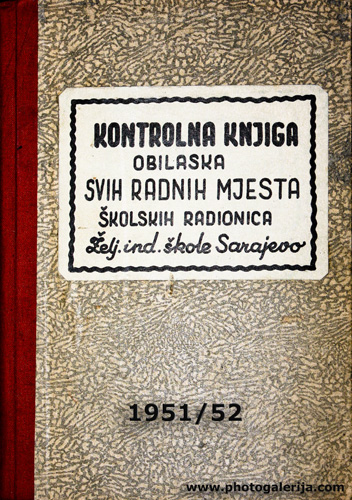 KONTROLNA KNJIGA
OBILASKA
SVIH RADNIH MJESTA
ŠKOLSKIH RADIONICA
Želj. ind. škole Sarajevo
1951/52
www.photogalerija.com